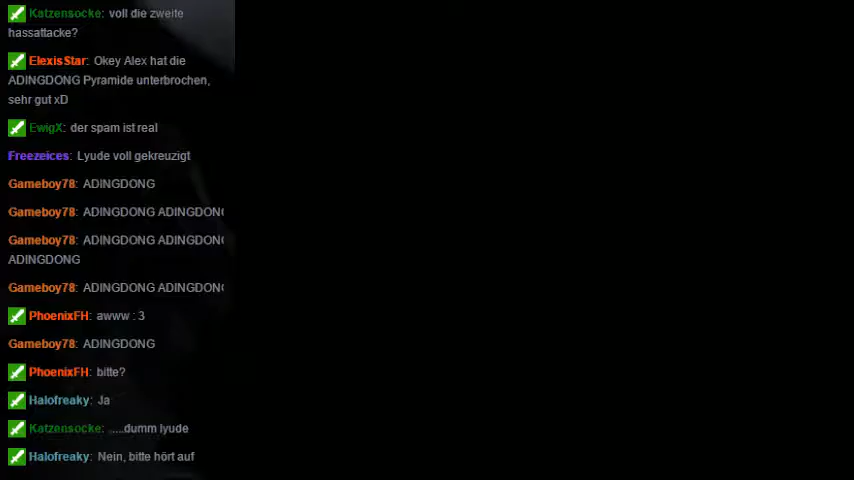 Katzensocke: voll die zweite
hassattacke?
ElexisStar: Okey Alex hat die
ADINGDONG Pyramide unterbrochen,
sehr gut xD
EwigX: der spam ist real
Freezeices: Lyude voll gekreuzigt
Gameboy78: ADINGDONG
Gameboy78: ADINGDONG ADINGDONG
Gameboy78: ADINGDONG ADINGDONG
ADINGDONG
Gameboy78: ADINGDONG ADINGDONG
PhoenixFH: awww : 3
Gameboy78: ADINGDONG
PhoenixFH: bitte?
Halofreaky: Ja
Katzensocke: .....dumm lyude
Halofreaky: Nein, bitte hört auf